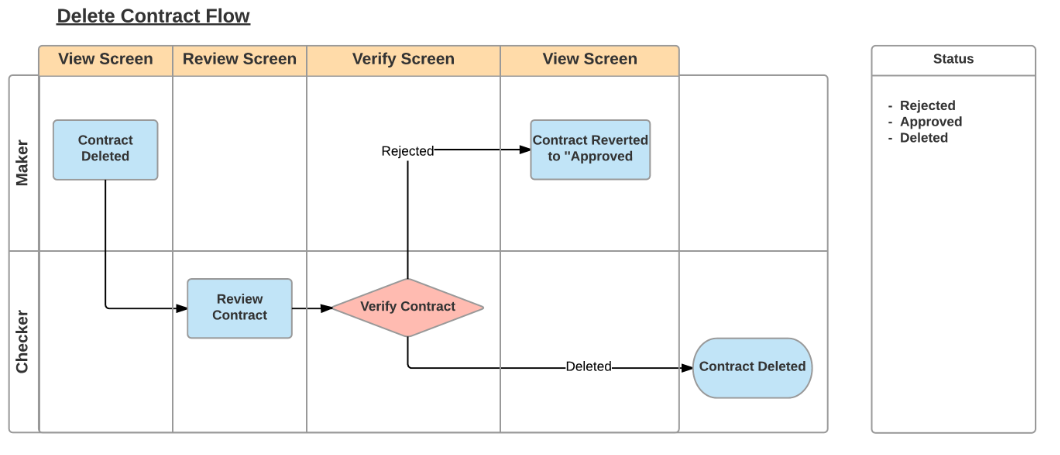 Delete Contract Flow
View Screen
Review Screen
Verify Screen
View Screen
Status
Maker
Contract
Deleted
Rejected
Contract Reverted
to "Approved
- Rejected
- Approved
- Deleted
Checker
Review
Contract
Verify Contract
Deleted
Contract Deleted